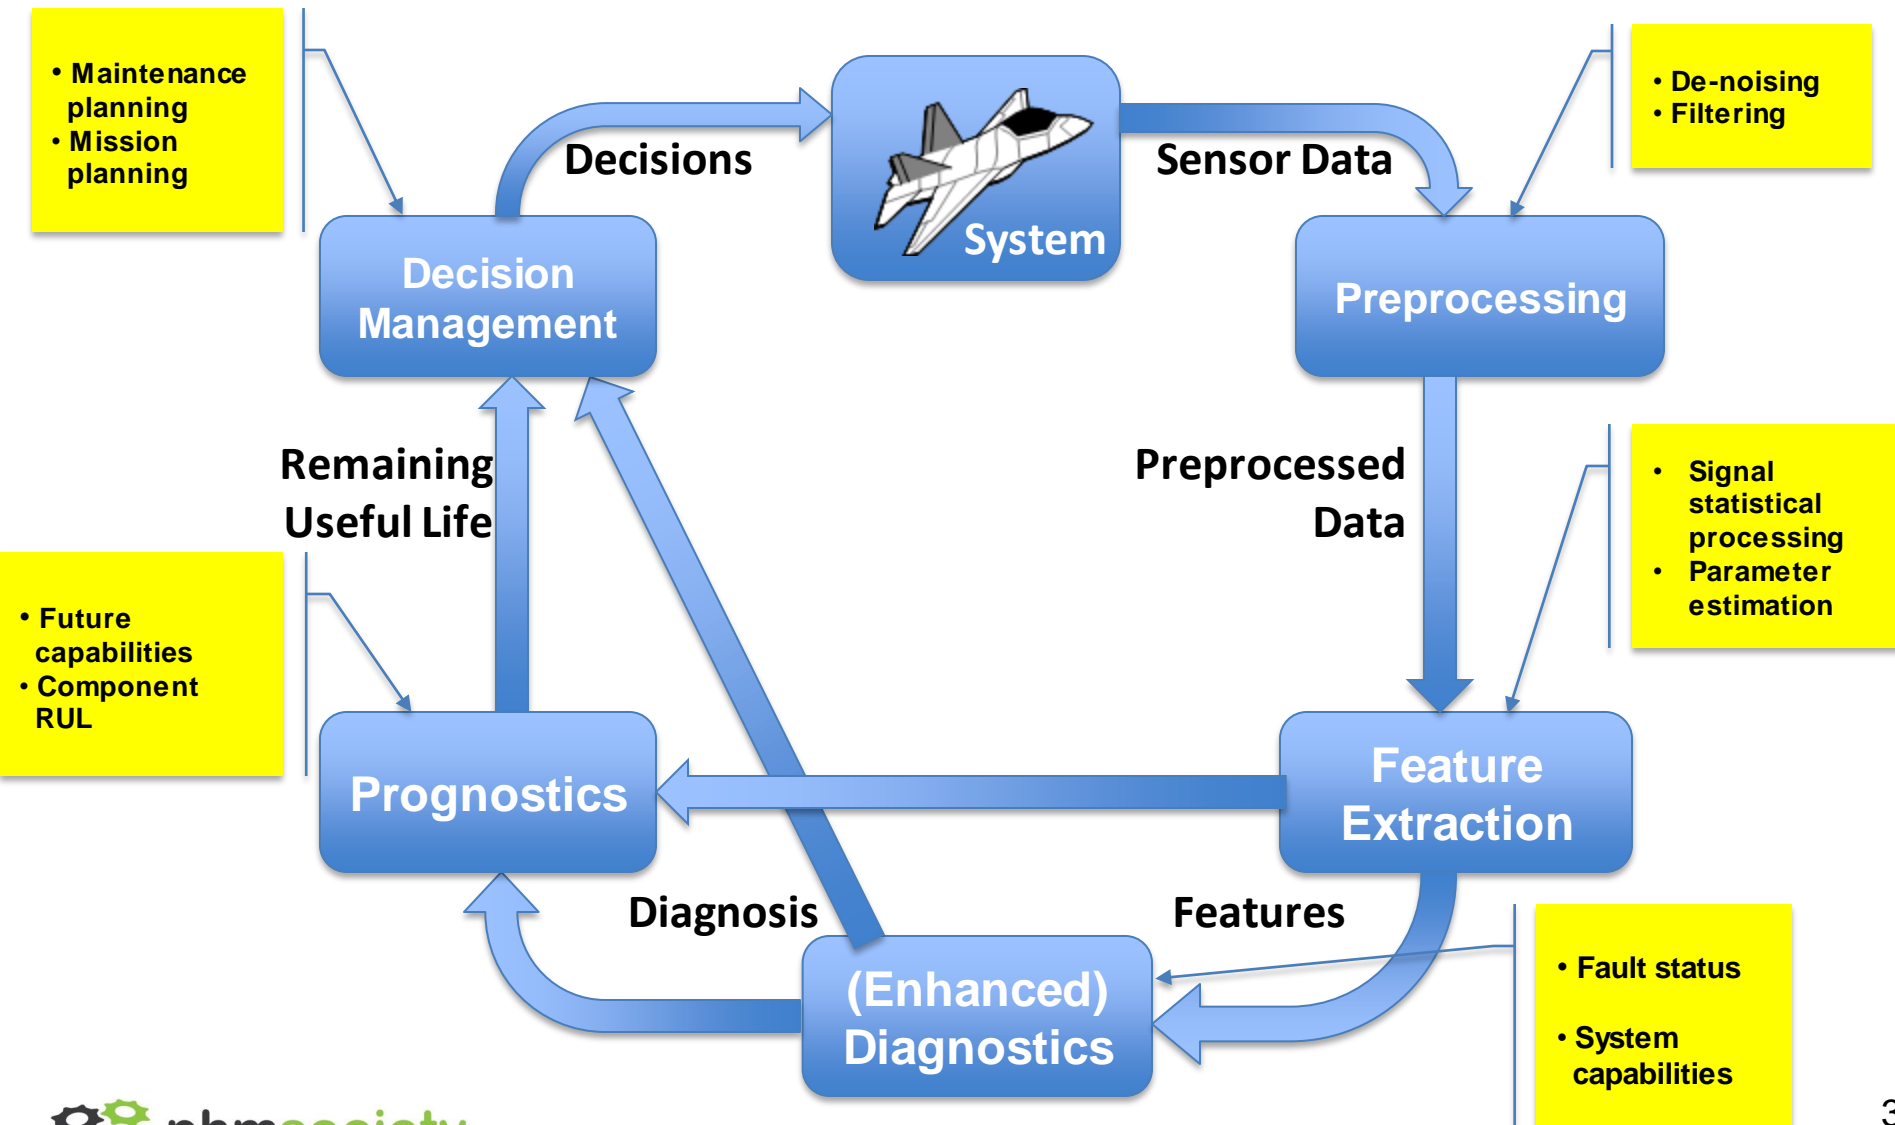 • Maintenance
planning
• Mission
planning
Decisions
System
Sensor Data
• De-noising
• Filtering
Decision
Management
Preprocessing
Remaining
Useful Life
Preprocessed
Data
• Signal
statistical
processing
• Parameter
estimation
• Future
capabilities
• Component
RUL
Prognostics
Feature
Extraction
Diagnosis
Features
(Enhanced)
Diagnostics
• Fault status
• System
capabilities
phmsociety
3